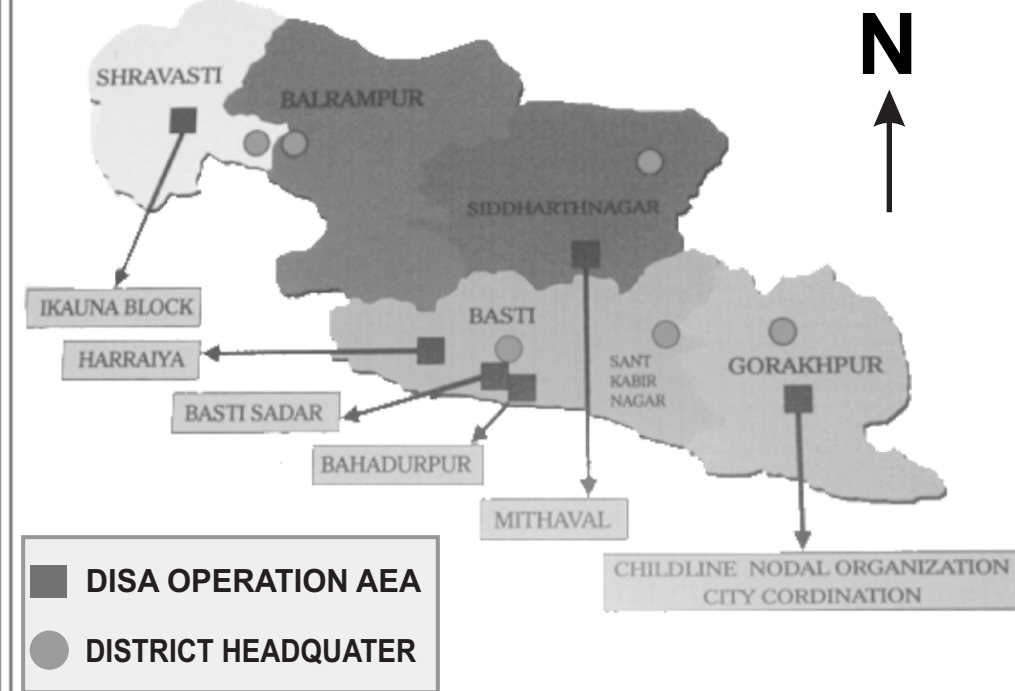 N
SHRAVASTI
BALRAMPUR
SIDDHARTHNAGAR
IKAUNA BLOCK
BASTI
HARRAIYA
SANT
KABIR
NAGAR
GORAKHPUR
BASTI SADAR
BAHADURPUR
MITHAVAL
CHILDLINE NODAL ORGANIZATION
CITY CORDINATION
DISA OPERATION AEA
DISTRICT HEADQUATER